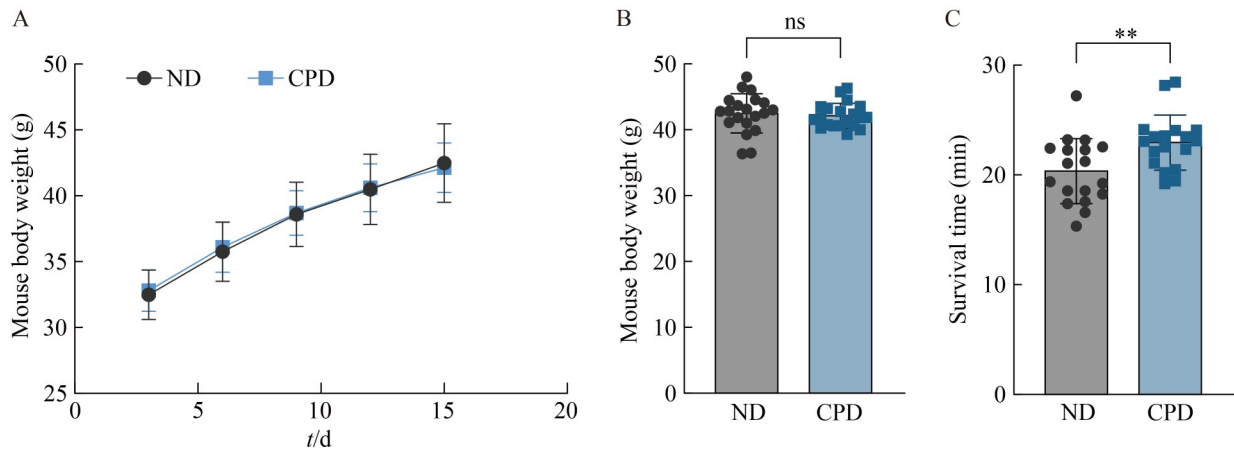 A
Mouse body weight (g)
50
45
40
35
30
25
ND
CPD
0
5
10
15
20
t/d
B
Mouse body weight (g)
50
40
30
20
10
0
ns
ND
CPD
C
Survival time (min)
30
20
10
0
**
ND
CPD